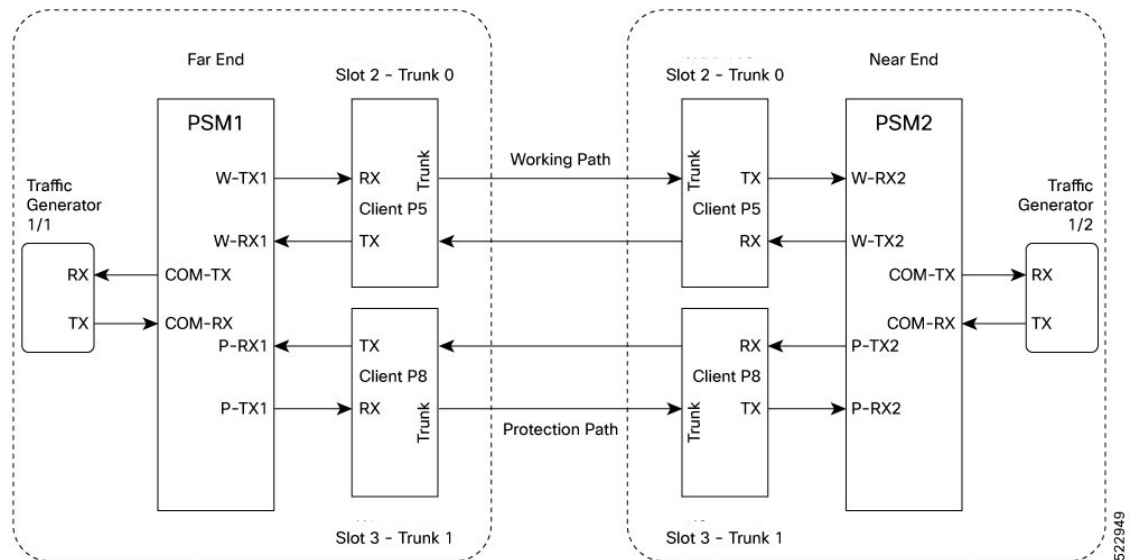 Far End
Slot 2 - Trunk 0
PSM1
W-TX1
RX
Trunk
Client P5
W-RX1
TX
Traffic
Generator
1/1
RX
COM-TX
TX
COM-RX
P-RX1
TX
Client P8
P-TX1
RX
Trunk
Slot 3 - Trunk 1
Working Path
Protection Path
Slot 2 - Trunk 0
Near End
PSM2
Trunk
TX
W-RX2
Client P5
RX
W-TX2
Traffic
Generator
1/2
COM-TX
RX
COM-RX
TX
RX
P-TX2
Client P8
Trunk
TX
P-RX2
Slot 3 - Trunk 1
522949